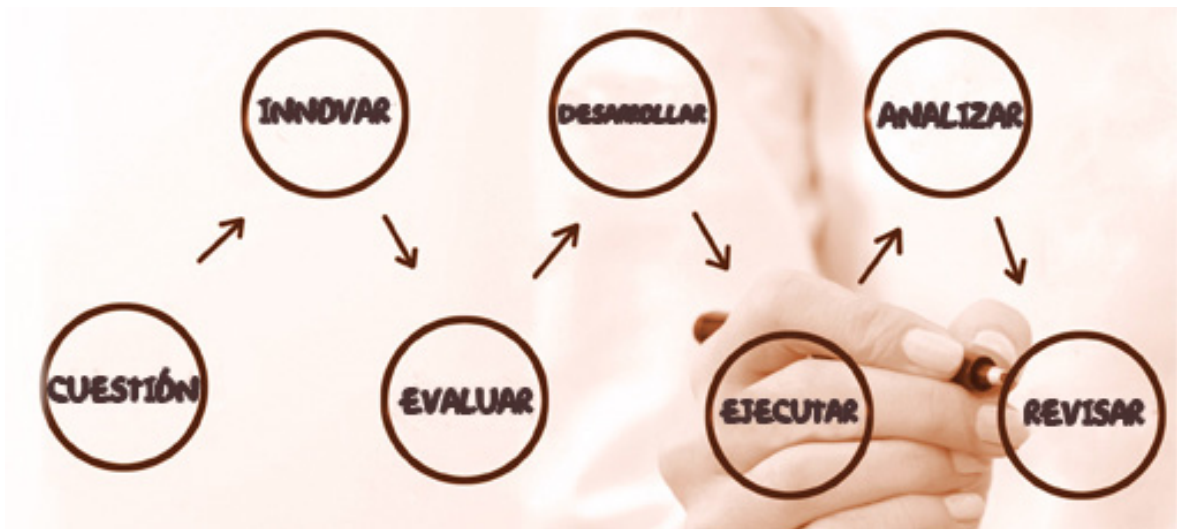 CUESTIÓN
INNOVAR
EVALUAR
DESARROLLAR
EJECUTAR
ANALIZAR
REVISAR